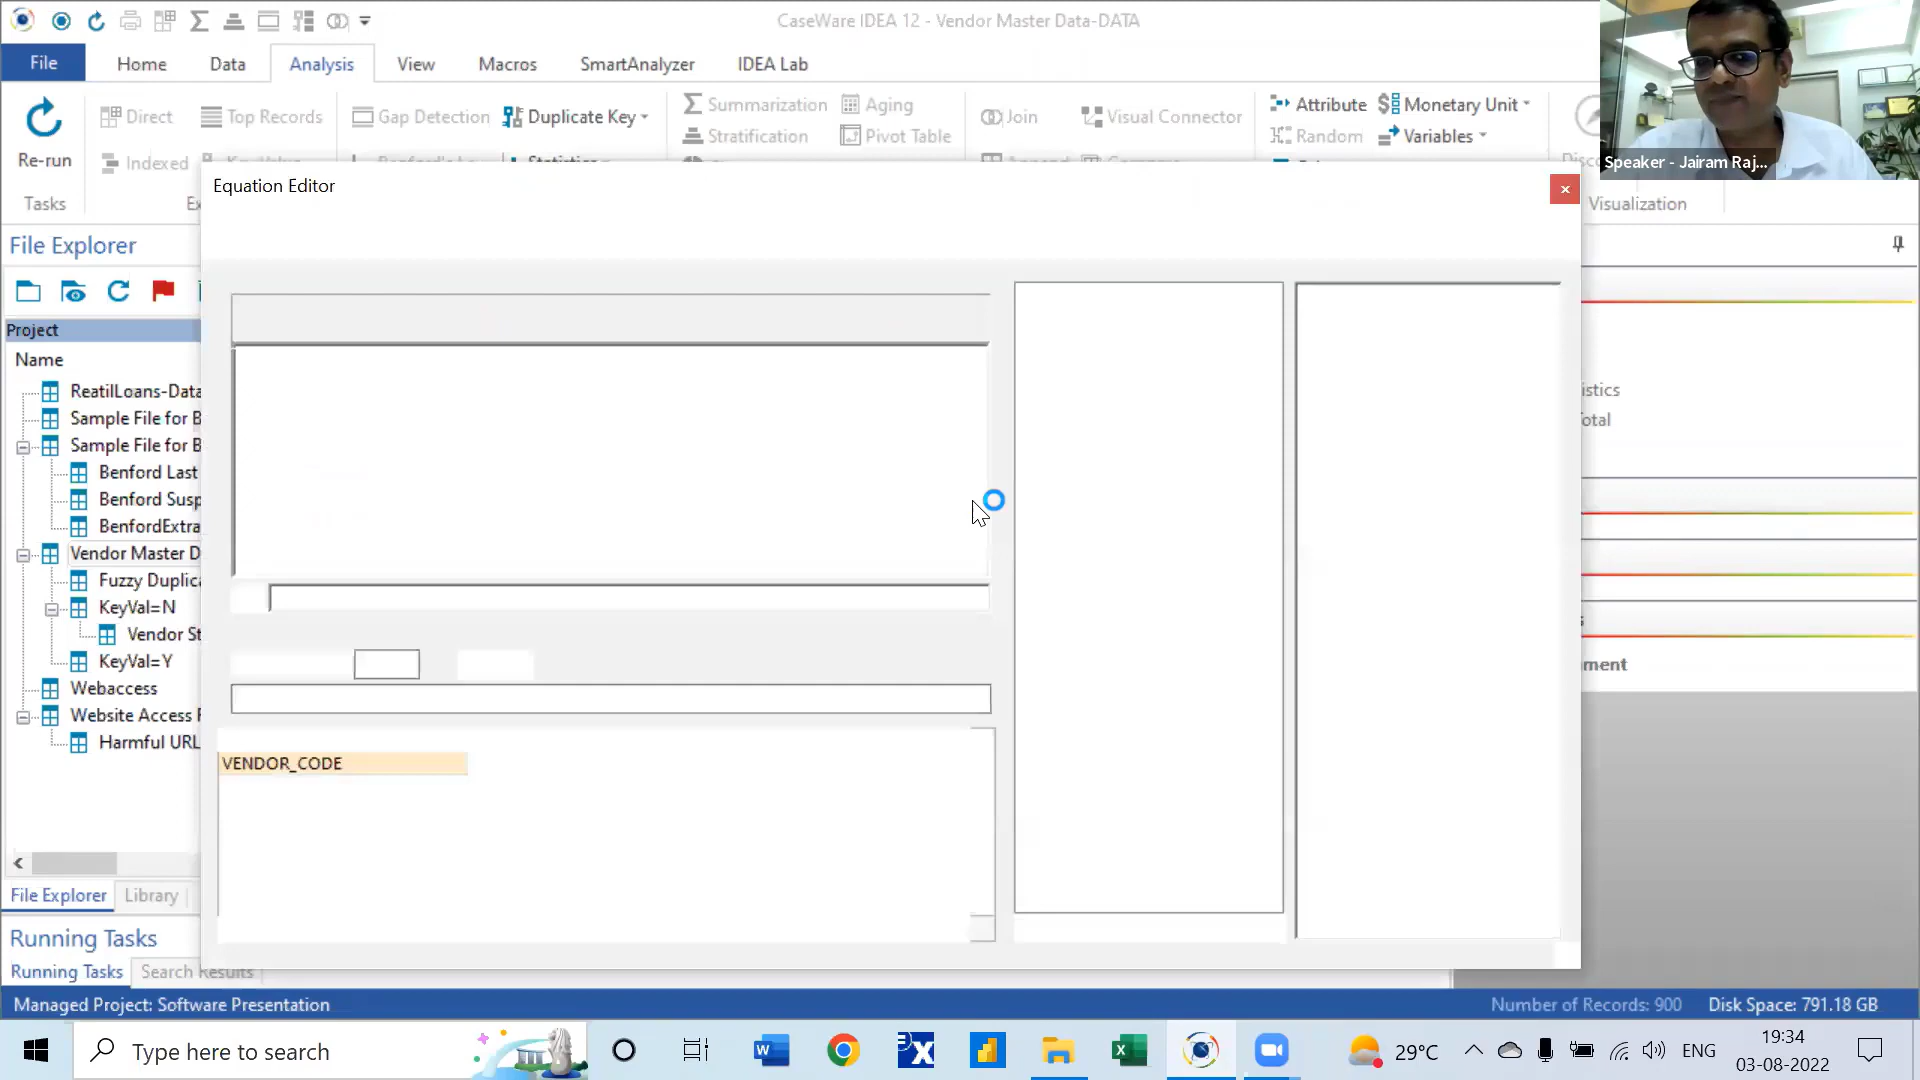 CaseWare IDEA 12 - Vendor Master Data-DATA
File
Home
Data
Analysis
View
Macros
SmartAnalyzer
IDEA Lab
Re-run
Tasks
Direct
Indexed
Top Records
Gap Detection
Duplicate Key
Summarization
Stratification
Aging
Pivot Table
Join
Visual Connector
Attribute
Random
Monetary Unit
Variables
Visualization
Speaker - Jairam Raj...
Equation Editor
File Explorer
Project
Name
ReatilLoans-Data
Sample File for B
Sample File for B
Benford Last
Benford Susp
BenfordExtra
Vendor Master D
Fuzzy Duplica
KeyVal=N
Vendor St
KeyVal=Y
Webaccess
Website Access
Harmful URL
VENDOR_CODE
istics
otal
ment
File Explorer
Library
Running Tasks
Running Tasks
Search Results
Managed Project: Software Presentation
Number of Records: 900
Disk Space: 791.18 GB
Type here to search
29°C
ENG
19:34
03-08-2022